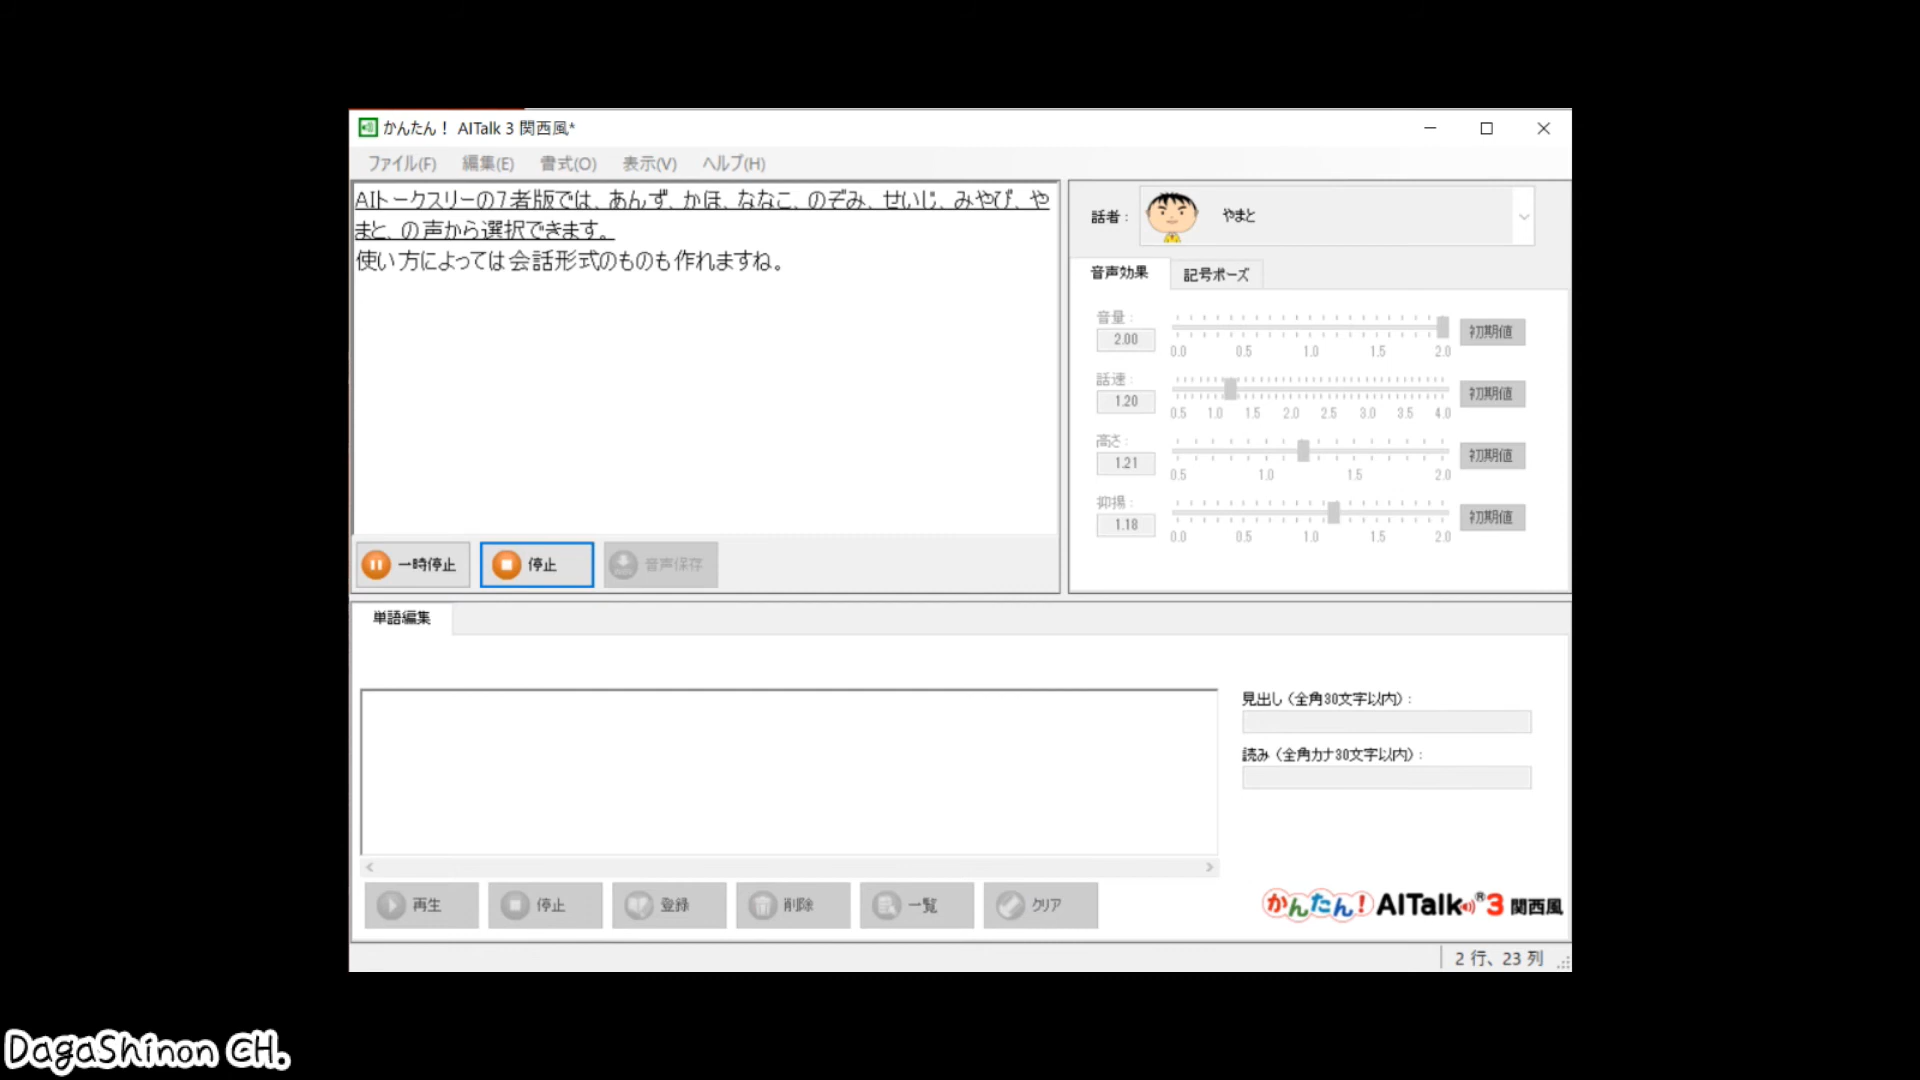 かんたん！ AITalk 3 関西風*
ファイル(F) 編集(E) 書式(O) 表示(V) ヘルプ(H)
AIトークスリーの7者版では、あんず、かほ、ななこ、のぞみ、せいじ、みやび、や
まと、の声から選択できます。
使い方によっては会話形式のものも作れますね。
一時停止 停止 音声保存
話者： やまと
音声効果 記号ポーズ
音量：
2.00 初期値
0.0 0.5 1.0 1.5 2.0
話速：
1.20 初期値
0.5 1.0 1.5 2.0 2.5 3.0 3.5 4.0
高さ：
1.21 初期値
0.5 1.0 1.5 2.0
抑揚：
1.18 初期値
0.0 0.5 1.0 1.5 2.0
単語編集
見出し（全角30文字以内）：
読み（全角カナ30文字以内）：
再生 停止 登録 削除 一覧 クリア
かんたん! AITalk®3 関西風
2 行、23 列
DagaShinon CH.